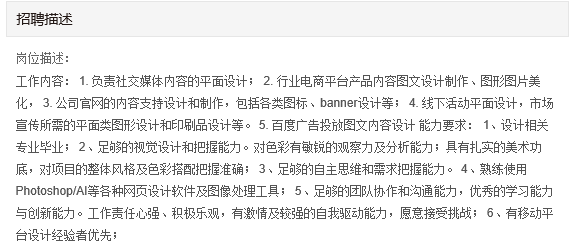 招聘描述
岗位描述：
工作内容： 1. 负责社交媒体内容的平面设计； 2. 行业电商平台产品内容图文设计制作、图形图片美
化， 3. 公司官网的内容支持设计和制作，包括各类图标、banner设计等； 4. 线下活动平面设计，市场
宣传所需的平面类图形设计和印刷品设计等。 5. 百度广告投放图文内容设计 能力要求： 1、设计相关
专业毕业； 2、足够的视觉设计和把握能力。对色彩有敏锐的观察力及分析能力；具有扎实的美术功
底，对项目的整体风格及色彩搭配把握准确； 3、足够的自主思维和需求把握能力。 4、熟练使用
Photoshop/AI等各种网页设计软件及图像处理工具； 5、足够的团队协作和沟通能力，优秀的学习能力
与创新能力。工作责任心强、积极乐观，有激情及较强的自我驱动能力，愿意接受挑战； 6、有移动平
台设计经验者优先；